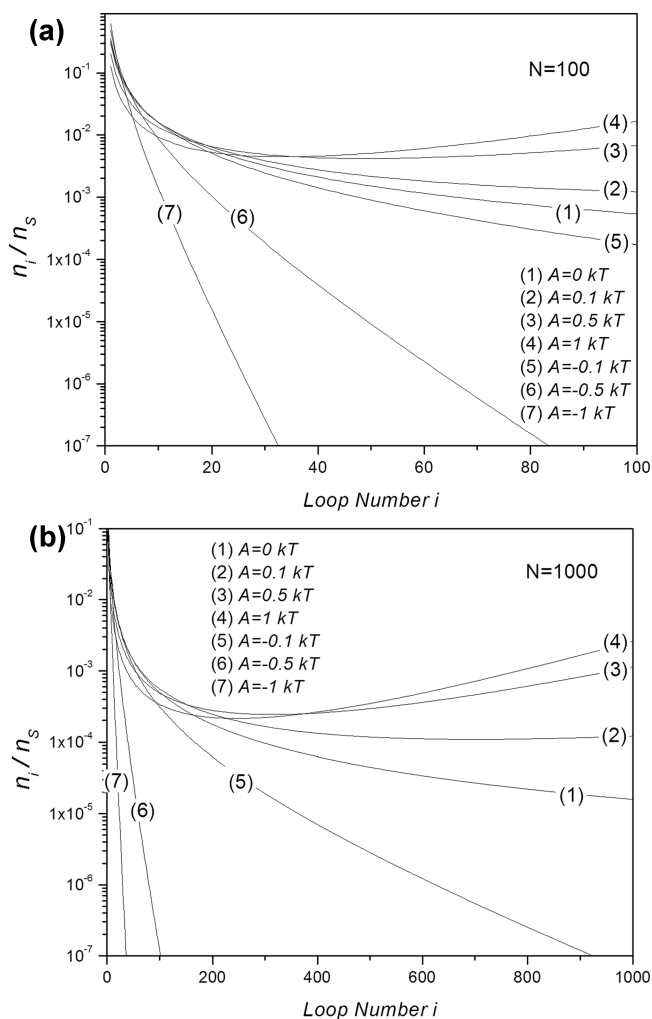 (a)
N=100
10⁻¹
10⁻²
10⁻³
1x10⁻⁴
1x10⁻⁵
10⁻⁶
10⁻⁷
nᵢ / nₛ
(4)
(3)
(2)
(1)
(5)
(6)
(7)
(1) A=0 kT
(2) A=0.1 kT
(3) A=0.5 kT
(4) A=1 kT
(5) A=-0.1 kT
(6) A=-0.5 kT
(7) A=-1 kT
0 20 40 60 80 100
Loop Number i
(b)
N=1000
(1) A=0 kT
(2) A=0.1 kT
(3) A=0.5 kT
(4) A=1 kT
(5) A=-0.1 kT
(6) A=-0.5 kT
(7) A=-1 kT
10⁻¹
10⁻²
10⁻³
10⁻⁴
1x10⁻⁵
10⁻⁶
10⁻⁷
nᵢ / nₛ
(4)
(3)
(2)
(1)
(5)
(7)
(6)
0 200 400 600 800 1000
Loop Number i